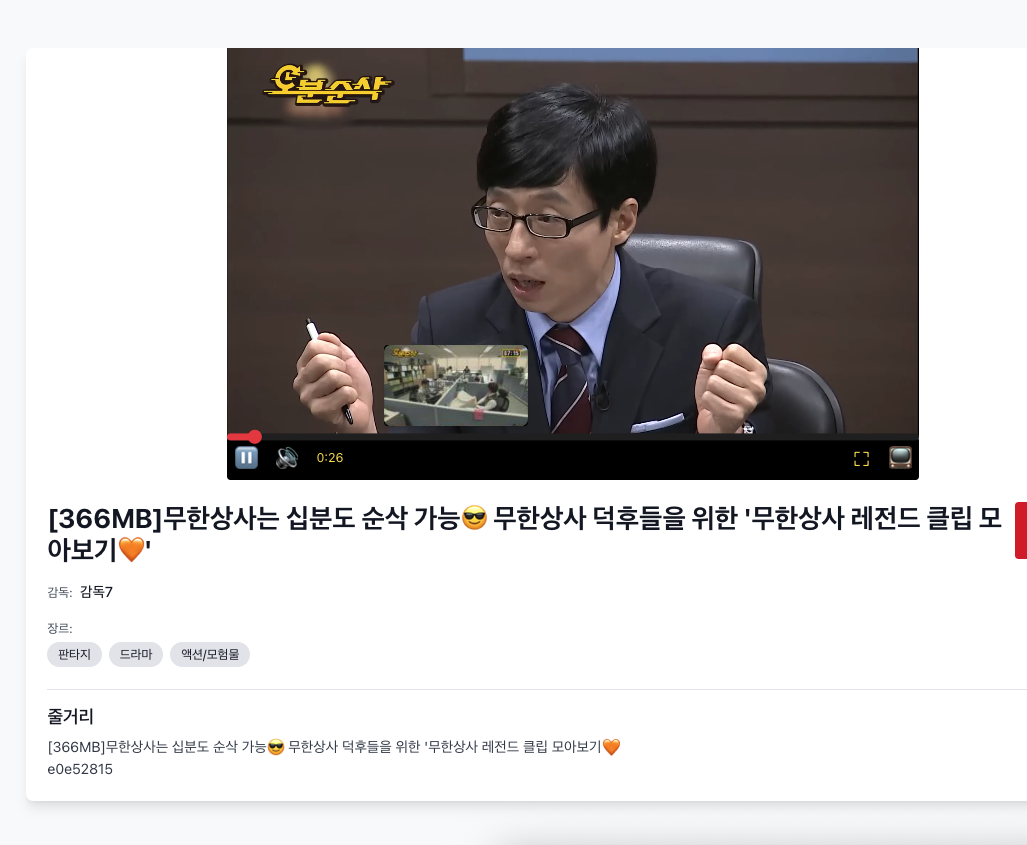 오분순삭
0:26
[366MB]무한상사는 십분도 순삭 가능😎 무한상사 덕후들을 위한 '무한상사 레전드 클립 모
아보기🧡'
감독: 감독7
장르:
판타지 드라마 액션/모험물
줄거리
[366MB]무한상사는 십분도 순삭 가능😎 무한상사 덕후들을 위한 '무한상사 레전드 클립 모아보기🧡
e0e52815